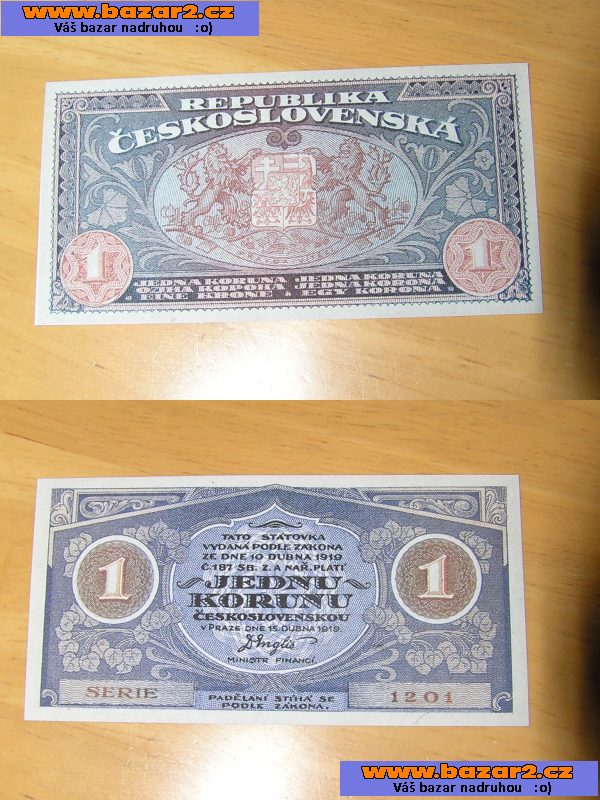 www.bazar2.cz
Váš bazar nadruhou :o)
REPUBLIKA
ČESKOSLOVENSKÁ
1 1
JEDNA KORUNA ∙ JEDNA KORUNA
JEDNA KORONA
EINE KRONE ∙ EGY KORONA
TATO STÁTOVKA
VYDANÁ PODLE ZÁKONA
ZE DNE 10 DUBNA 1919
Č. 187 SB. Z. A NAŘ. PLATÍ
JEDNU
KORUNU
ČESKOSLOVENSKOU
V PRAZE DNE 15. DUBNA 1919.
MINISTR FINANCÍ.
1 1
SERIE 1201
PADĚLÁNÍ STÍHÁ SE
PODLE ZÁKONA.
www.bazar2.cz
Váš bazar nadruhou :o)